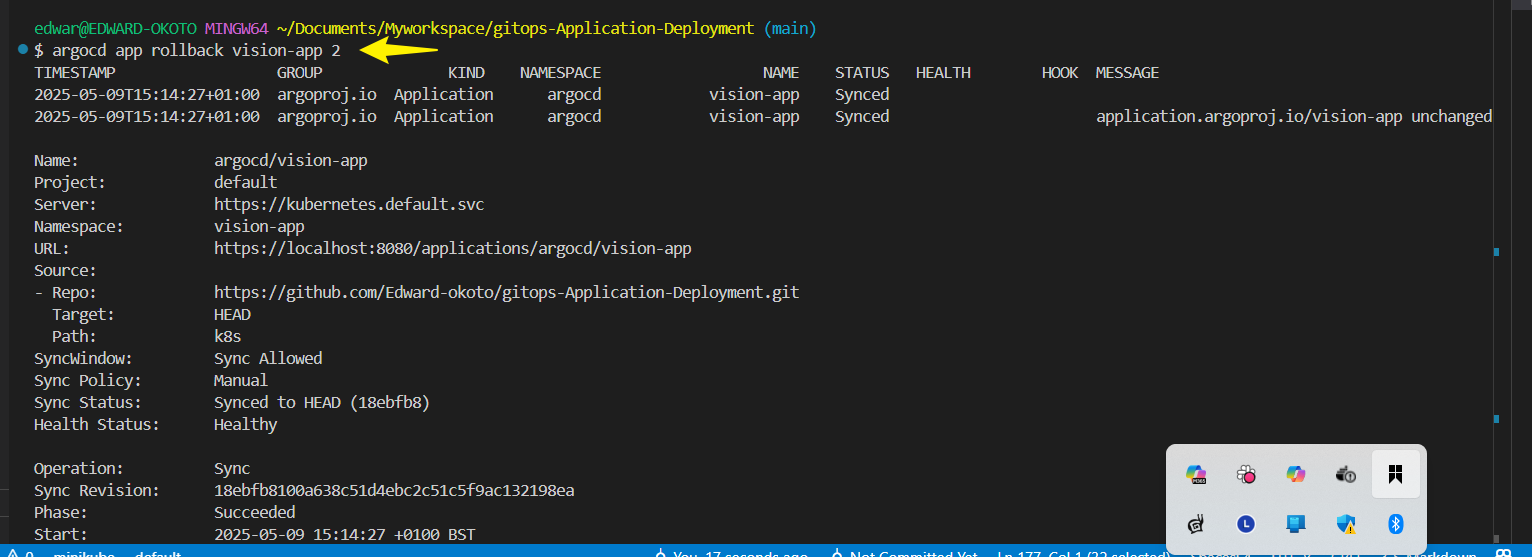 edwar@EDWARD-OKOTO MINGW64 ~/Documents/Myworkspace/gitops-Application-Deployment (main)
$ argocd app rollback vision-app 2
TIMESTAMP GROUP KIND NAMESPACE NAME STATUS HEALTH HOOK MESSAGE
2025-05-09T15:14:27+01:00 argoproj.io Application argocd vision-app Synced
2025-05-09T15:14:27+01:00 argoproj.io Application argocd vision-app Synced application.argoproj.io/vision-app unchanged
Name: argocd/vision-app
Project: default
Server: https://kubernetes.default.svc
Namespace: vision-app
URL: https://localhost:8080/applications/argocd/vision-app
Source:
- Repo: https://github.com/Edward-okoto/gitops-Application-Deployment.git
Target: HEAD
Path: k8s
SyncWindow: Sync Allowed
Sync Policy: Manual
Sync Status: Synced to HEAD (18ebfb8)
Health Status: Healthy
Operation: Sync
Sync Revision: 18ebfb8100a638c51d4ebc2c51c5f9ac132198ea
Phase: Succeeded
Start: 2025-05-09 15:14:27 +0100 BST
M365
L
0 minikube default You, 17 seconds ago Not Committed Yet Ln 177, Col 1 (32 selected)